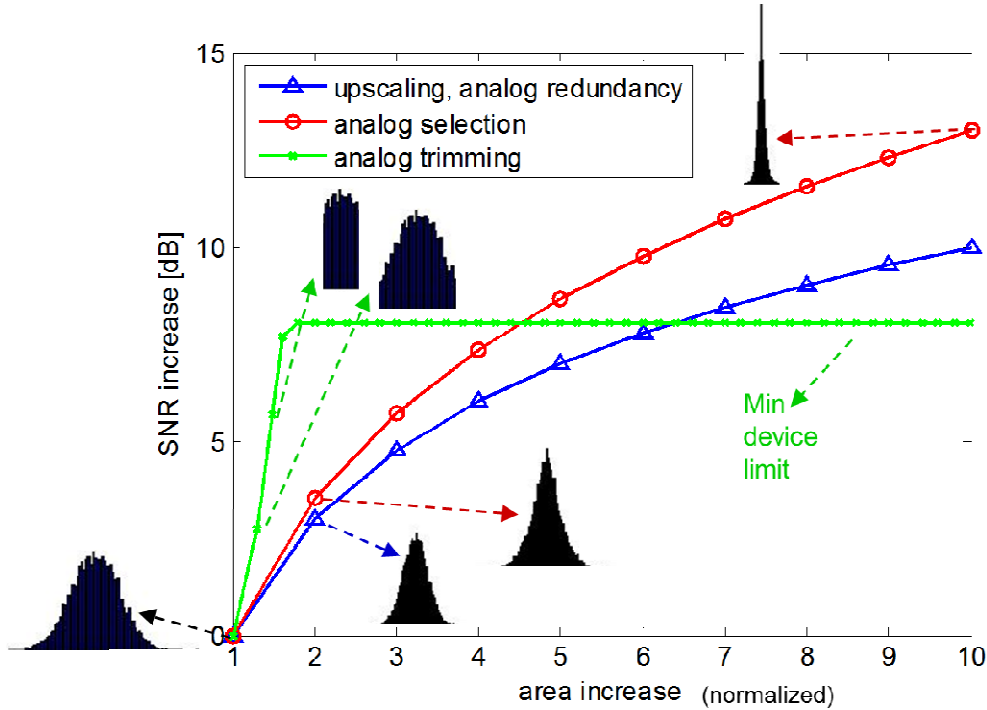 15
upscaling, analog redundancy
analog selection
analog trimming
10
SNR increase [dB]
5
Min
device
limit
0
1 2 3 4 5 6 7 8 9 10
area increase (normalized)